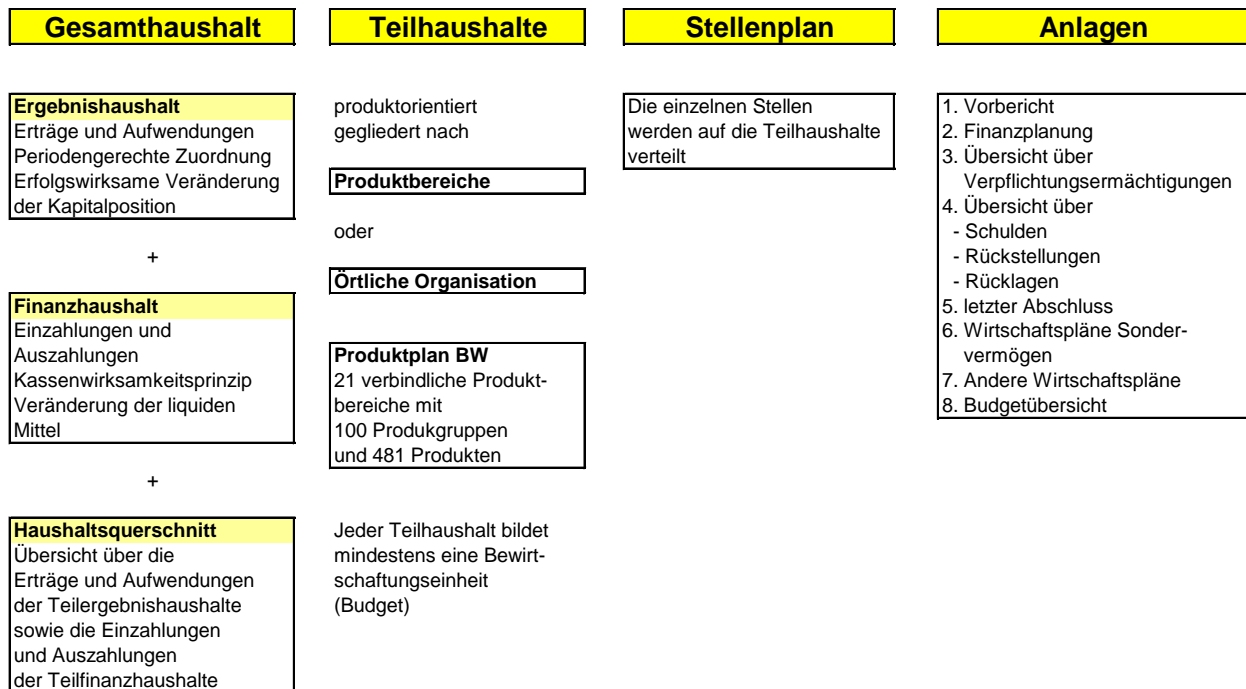 Gesamthaushalt
Ergebnishaushalt
Erträge und Aufwendungen
Periodengerechte Zuordnung
Erfolgswirksame Veränderung
der Kapitalposition
+
Finanzhaushalt
Einzahlungen und
Auszahlungen
Kassenwirksamkeitsprinzip
Veränderung der liquiden
Mittel
+
Haushaltsquerschnitt
Übersicht über die
Erträge und Aufwendungen
der Teilergebnishaushalte
sowie die Einzahlungen
und Auszahlungen
der Teilfinanzhaushalte
Teilhaushalte
produktorientiert
gegliedert nach
Produktbereiche
oder
Örtliche Organisation
Produktplan BW
21 verbindliche Produkt-
bereiche mit
100 Produkgruppen
und 481 Produkten
Jeder Teilhaushalt bildet
mindestens eine Bewirt-
schaftungseinheit
(Budget)
Stellenplan
Die einzelnen Stellen
werden auf die Teilhaushalte
verteilt
Anlagen
1. Vorbericht
2. Finanzplanung
3. Übersicht über
Verpflichtungsermächtigungen
4. Übersicht über
- Schulden
- Rückstellungen
- Rücklagen
5. letzter Abschluss
6. Wirtschaftspläne Sonder-
vermögen
7. Andere Wirtschaftspläne
8. Budgetübersicht